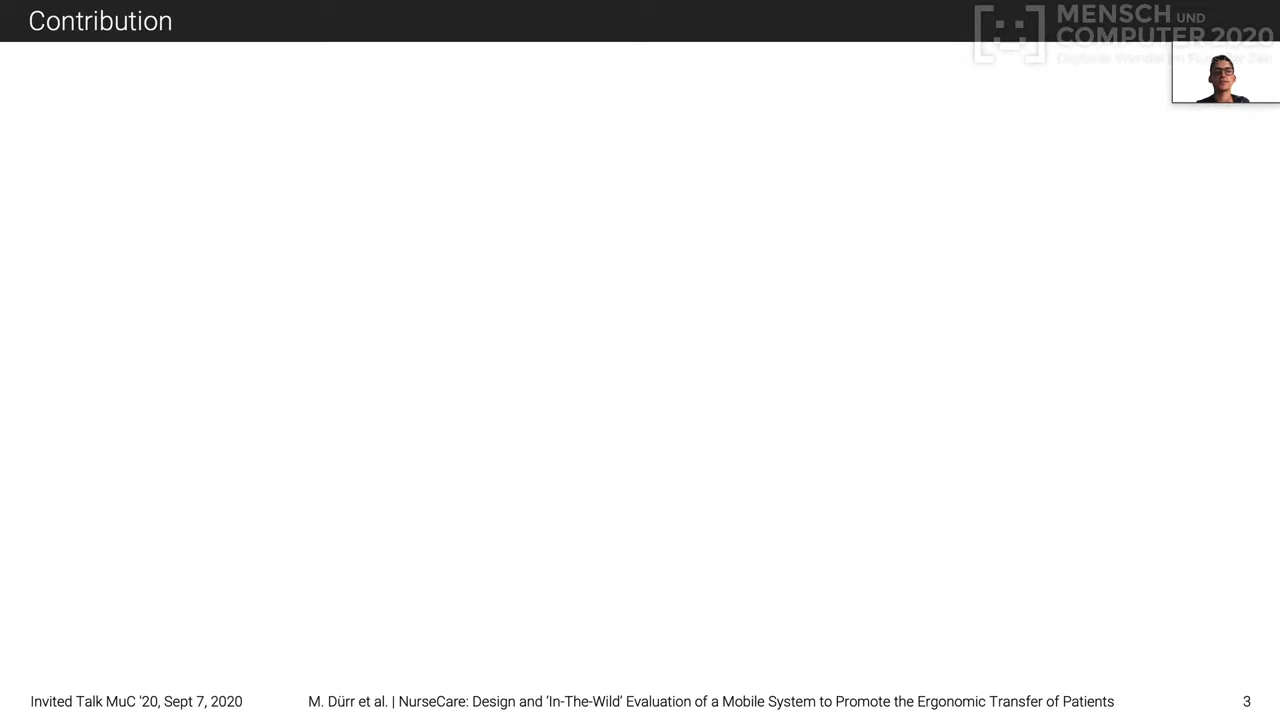 Contribution
MENSCH UND
COMPUTER 2020
Invited Talk MuC '20, Sept 7, 2020
M. Dürr et al. | NurseCare: Design and ‘In-The-Wild’ Evaluation of a Mobile System to Promote the Ergonomic Transfer of Patients
3